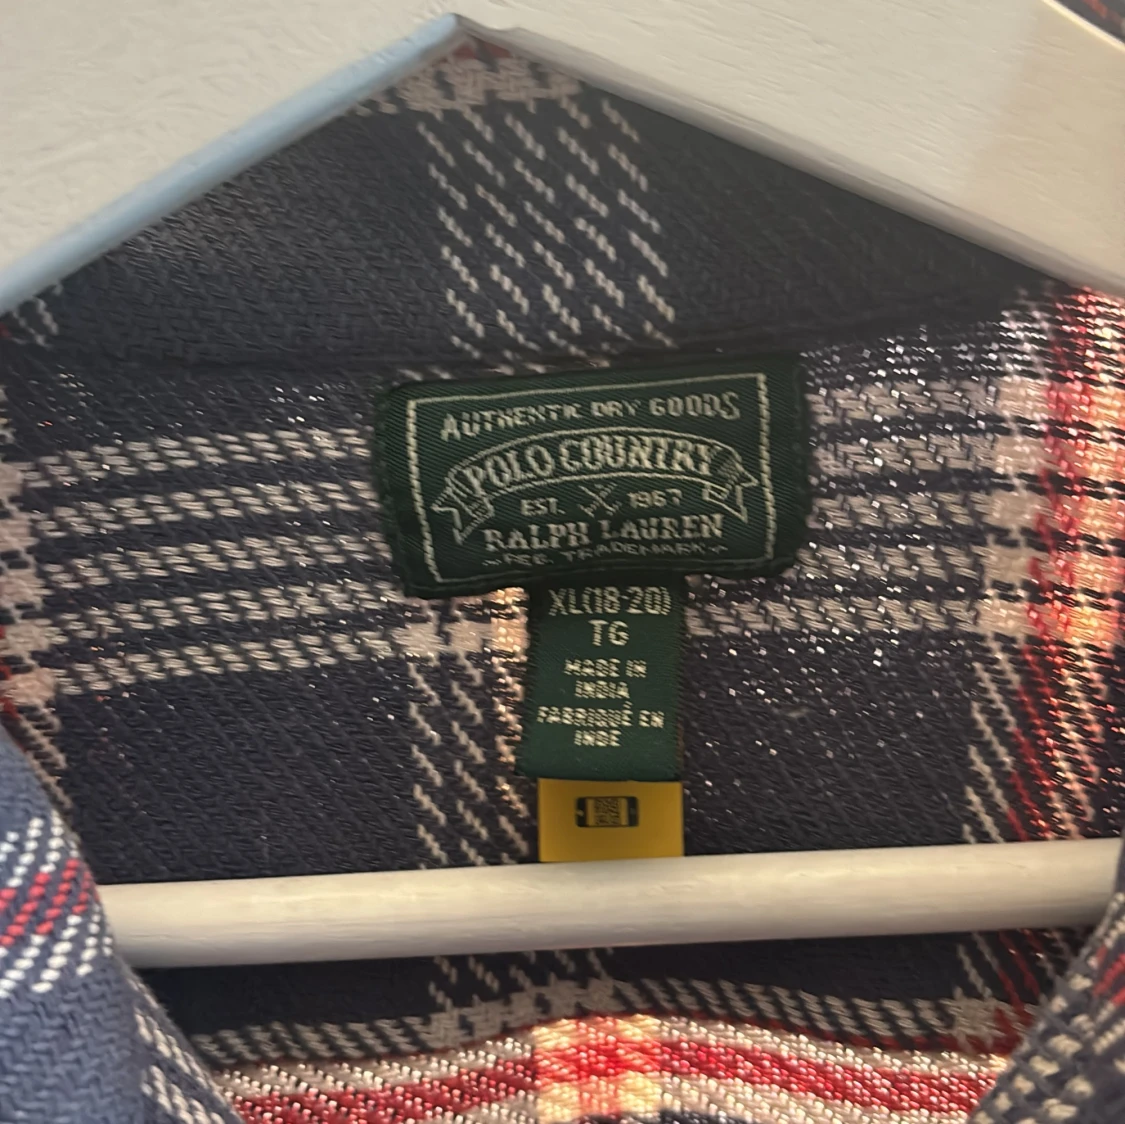 AUTHENTIC DRY GOODS
POLO COUNTRY
EST. 1967
RALPH LAUREN
REG. TRADEMARK
XL(18-20)
TG
MADE IN
INDIA
FABRIQUÉ EN
INDE